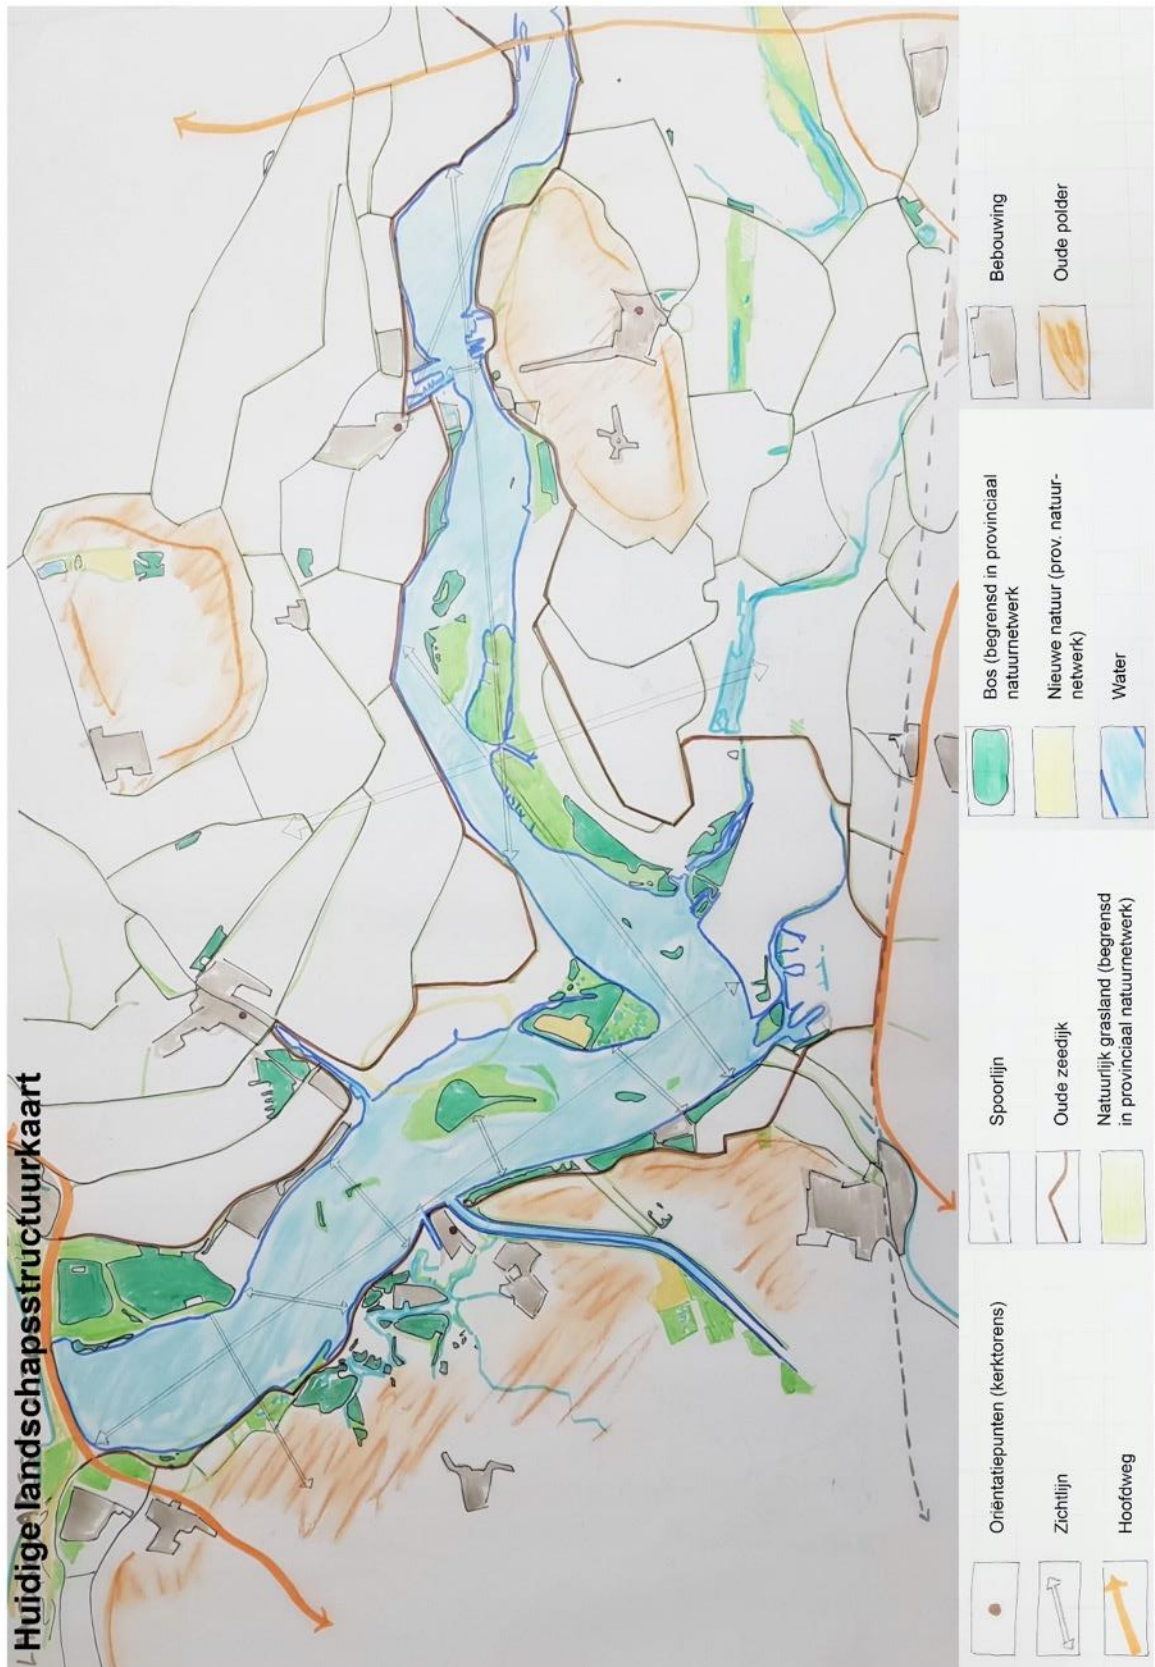 Huidige landschapsstructuurkaart
Oriëntatiepunten (kerktorens)
Zichtlijn
Hoofdweg
Spoorlijn
Oude zeedijk
Natuurlijk grasland (begrensd
in provinciaal natuurnetwerk)
Bos (begrensd in provinciaal
natuurnetwerk
Nieuwe natuur (prov. natuur-
netwerk)
Water
Bebouwing
Oude polder